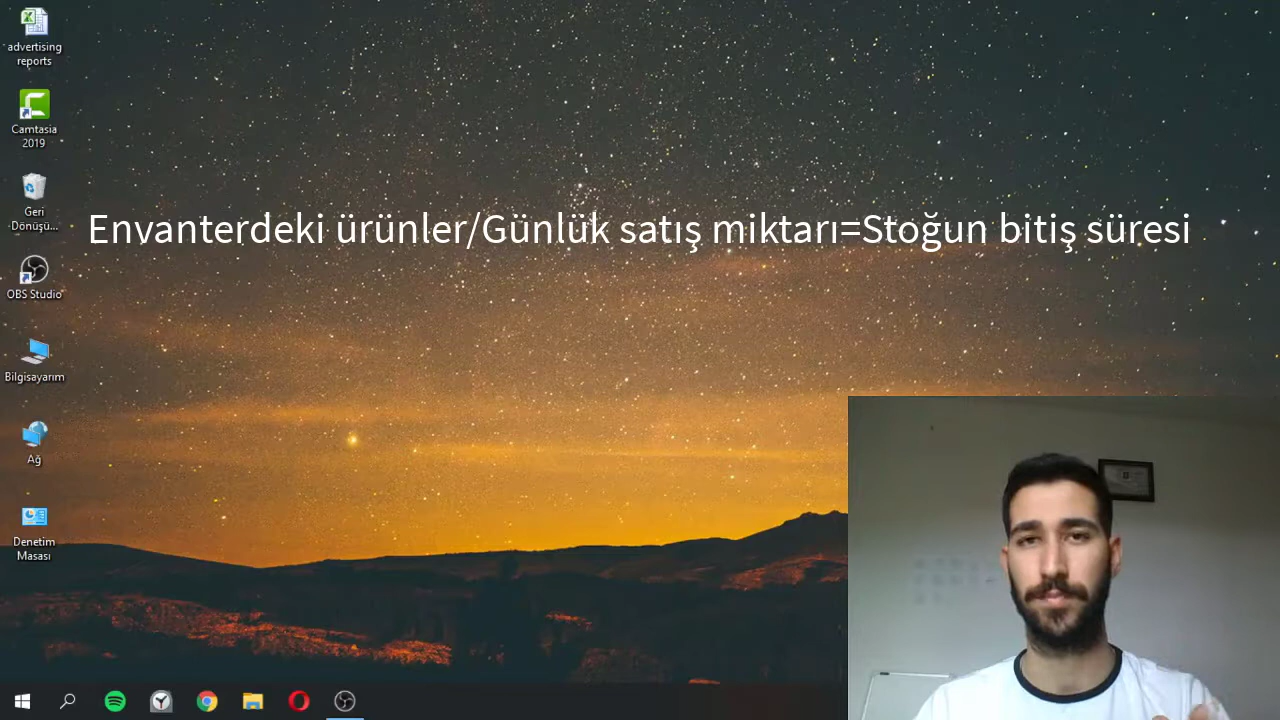 advertising
reports
Camtasia
2019
Geri
Dönüşü...
Envanterdeki ürünler/Günlük satış miktarı=Stoğun bitiş süresi
OBS Studio
Bilgisayarım
Ağ
Denetim
Masası